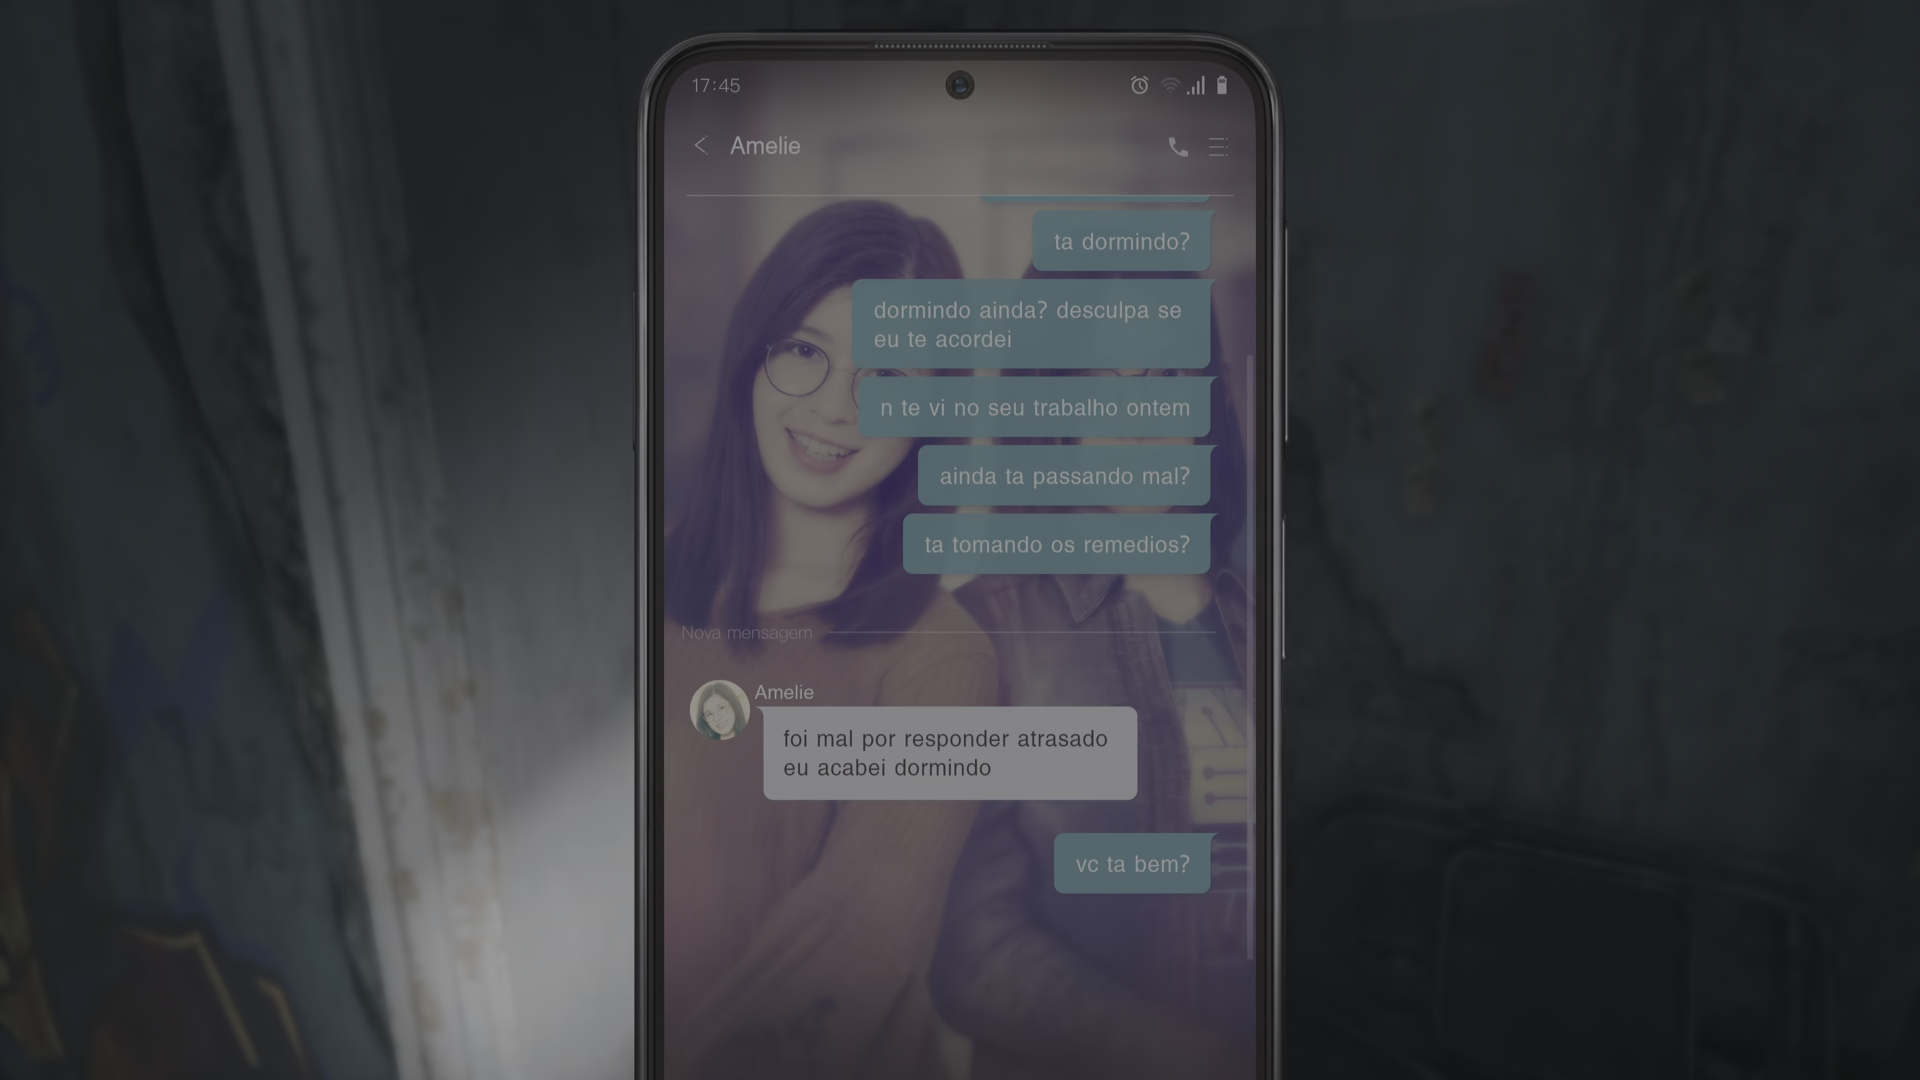 17:45
Amelie
ta dormindo?
dormindo ainda? desculpa se
eu te acordei
n te vi no seu trabalho ontem
ainda ta passando mal?
ta tomando os remedios?
Nova mensagem
Amelie
foi mal por responder atrasado
eu acabei dormindo
vc ta bem?